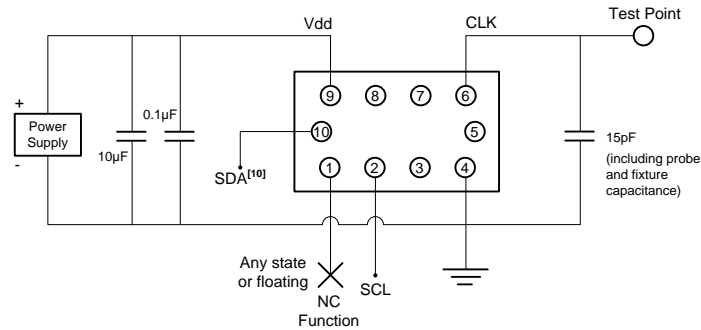 Vdd
CLK
Test Point
9
8
7
6
+
Power
Supply
-
10µF
0.1µF
10
5
15pF
(including probe
and fixture
capacitance)
SDA[10]
1
2
3
4
Any state
or floating
NC
Function
SCL